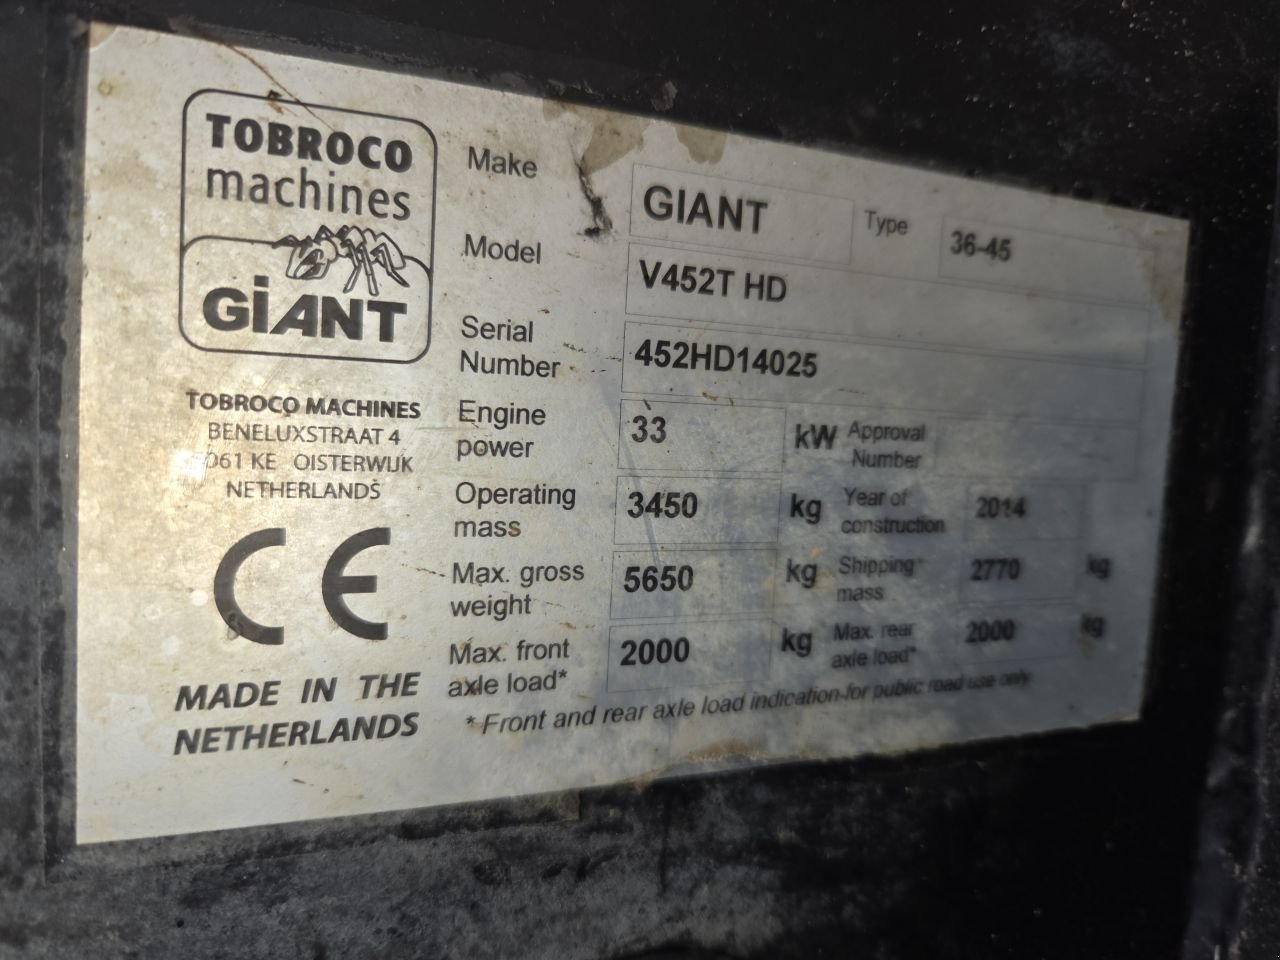 TOBROCO
machines
GiANT
TOBROCO MACHINES
BENELUXSTRAAT 4
5061 KE OISTERWIJK
NETHERLANDS
CE
MADE IN THE
NETHERLANDS
Make GIANT Type 36-45
Model V452T HD
Serial
Number 452HD14025
Engine
power 33 kW Approval
Number
Operating
mass 3450 kg Year of
construction 2014
Max. gross
weight 5650 kg Shipping*
mass 2770 kg
Max. front
axle load* 2000 kg Max. rear
axle load* 2000 kg
* Front and rear axle load indication for public road use only